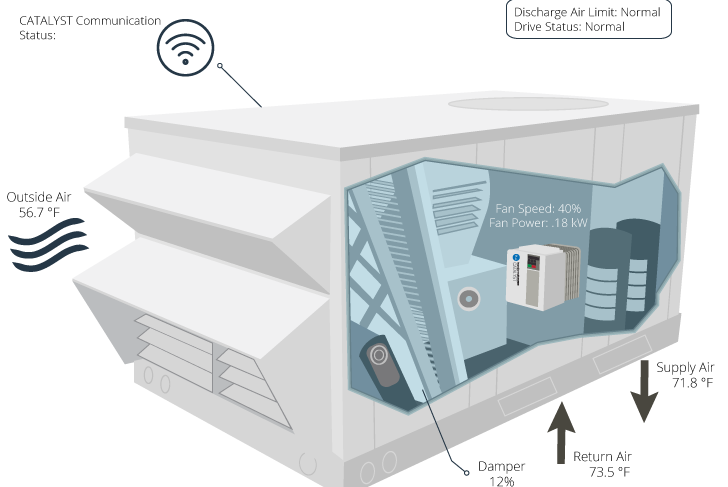 CATALYST Communication
Status:
Discharge Air Limit: Normal
Drive Status: Normal
Outside Air
56.7 °F
Fan Speed: 40%
Fan Power: .18 kW
CATALYST
Supply Air
71.8 °F
Return Air
73.5 °F
Damper
12%